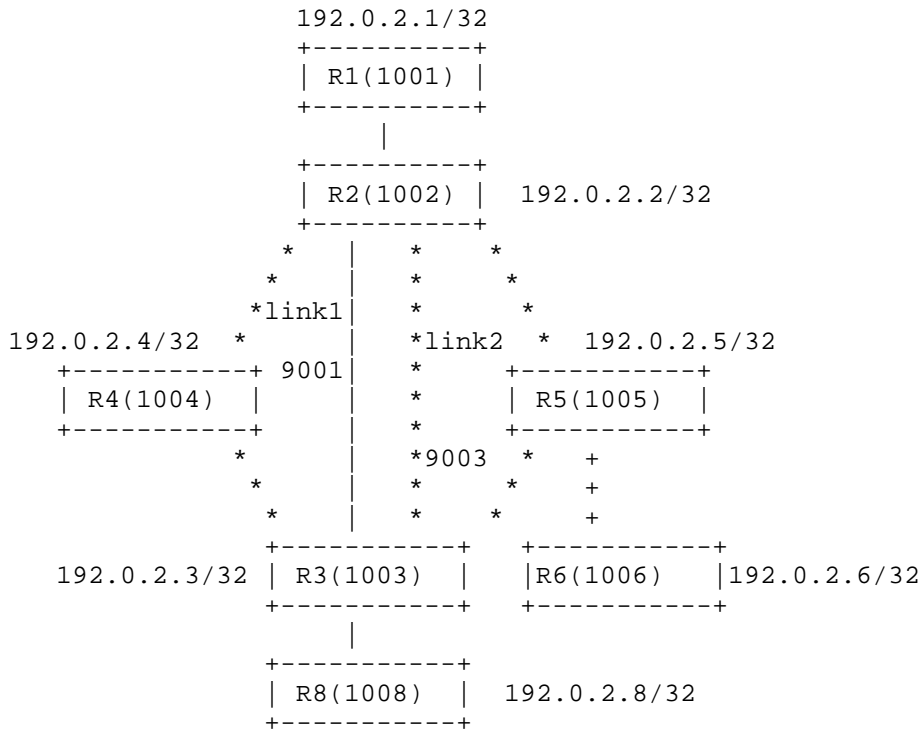 192.0.2.1/32
R1(1001)
R2(1002) 192.0.2.2/32
link1
192.0.2.4/32 link2 192.0.2.5/32
9001
R4(1004) R5(1005)
9003
192.0.2.3/32 R3(1003) R6(1006) 192.0.2.6/32
R8(1008) 192.0.2.8/32